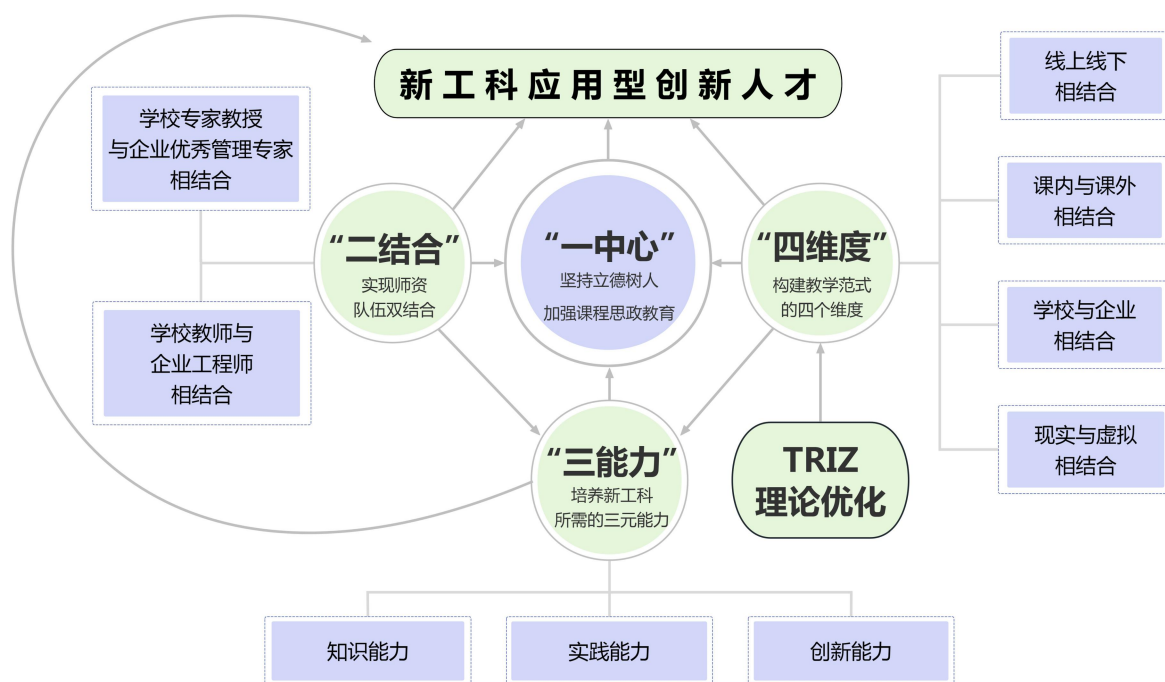 新工科应用型创新人才
学校专家教授
与企业优秀管理专家
相结合
学校教师与
企业工程师
相结合
“二结合”
实现师资
队伍双结合
“一中心”
坚持立德树人
加强课程思政教育
“四维度”
构建教学范式
的四个维度
线上线下
相结合
课内与课外
相结合
学校与企业
相结合
现实与虚拟
相结合
“三能力”
培养新工科
所需的三元能力
TRIZ
理论优化
知识能力
实践能力
创新能力